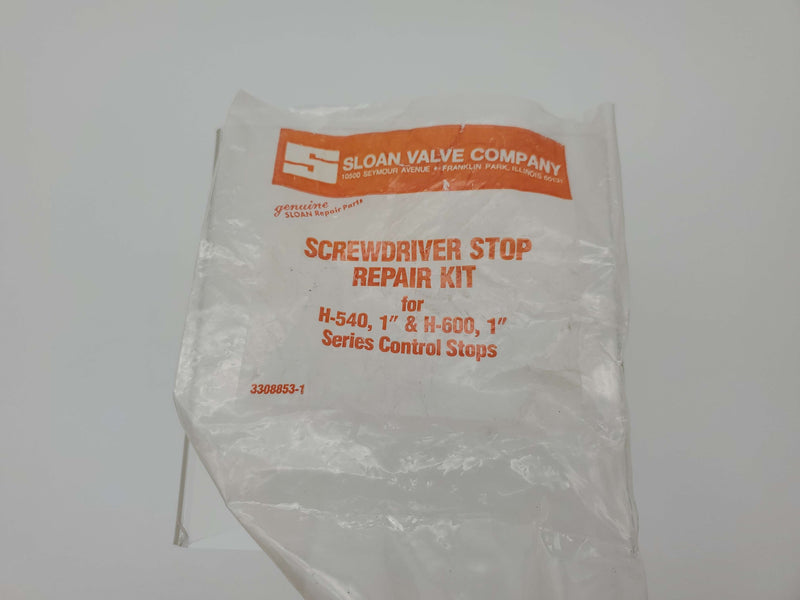 S
SLOAN VALVE COMPANY
10500 SEYMOUR AVENUE • FRANKLIN PARK, ILLINOIS 60131
genuine
SLOAN Repair Parts
SCREWDRIVER STOP
REPAIR KIT
for
H-540, 1″ & H-600, 1″
Series Control Stops
3308853-1